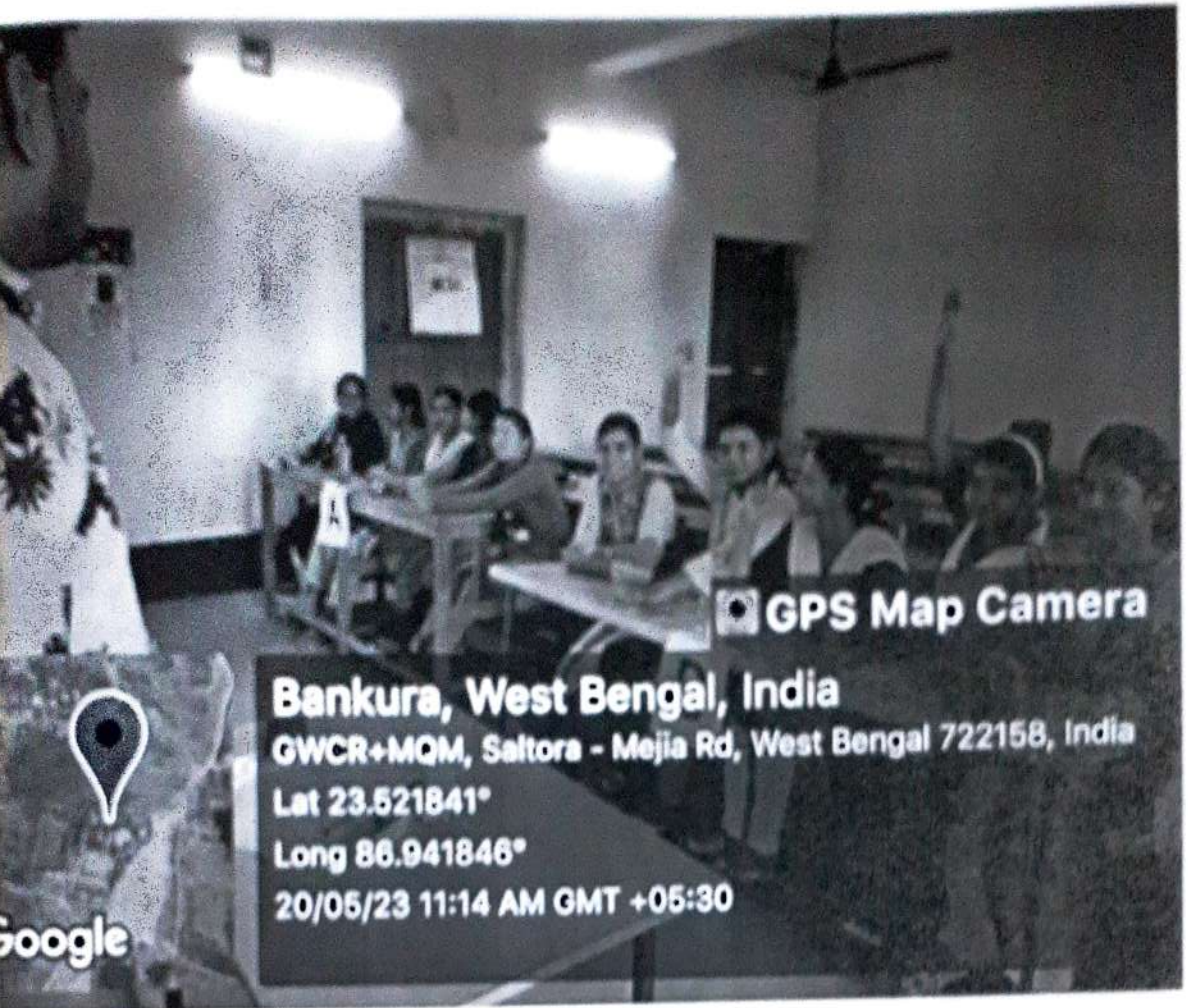 A
GPS Map Camera
Bankura, West Bengal, India
GWCR+MQM, Saltora - Mejia Rd, West Bengal 722158, India
Lat 23.521841°
Long 86.941846°
20/05/23 11:14 AM GMT +05:30
Google